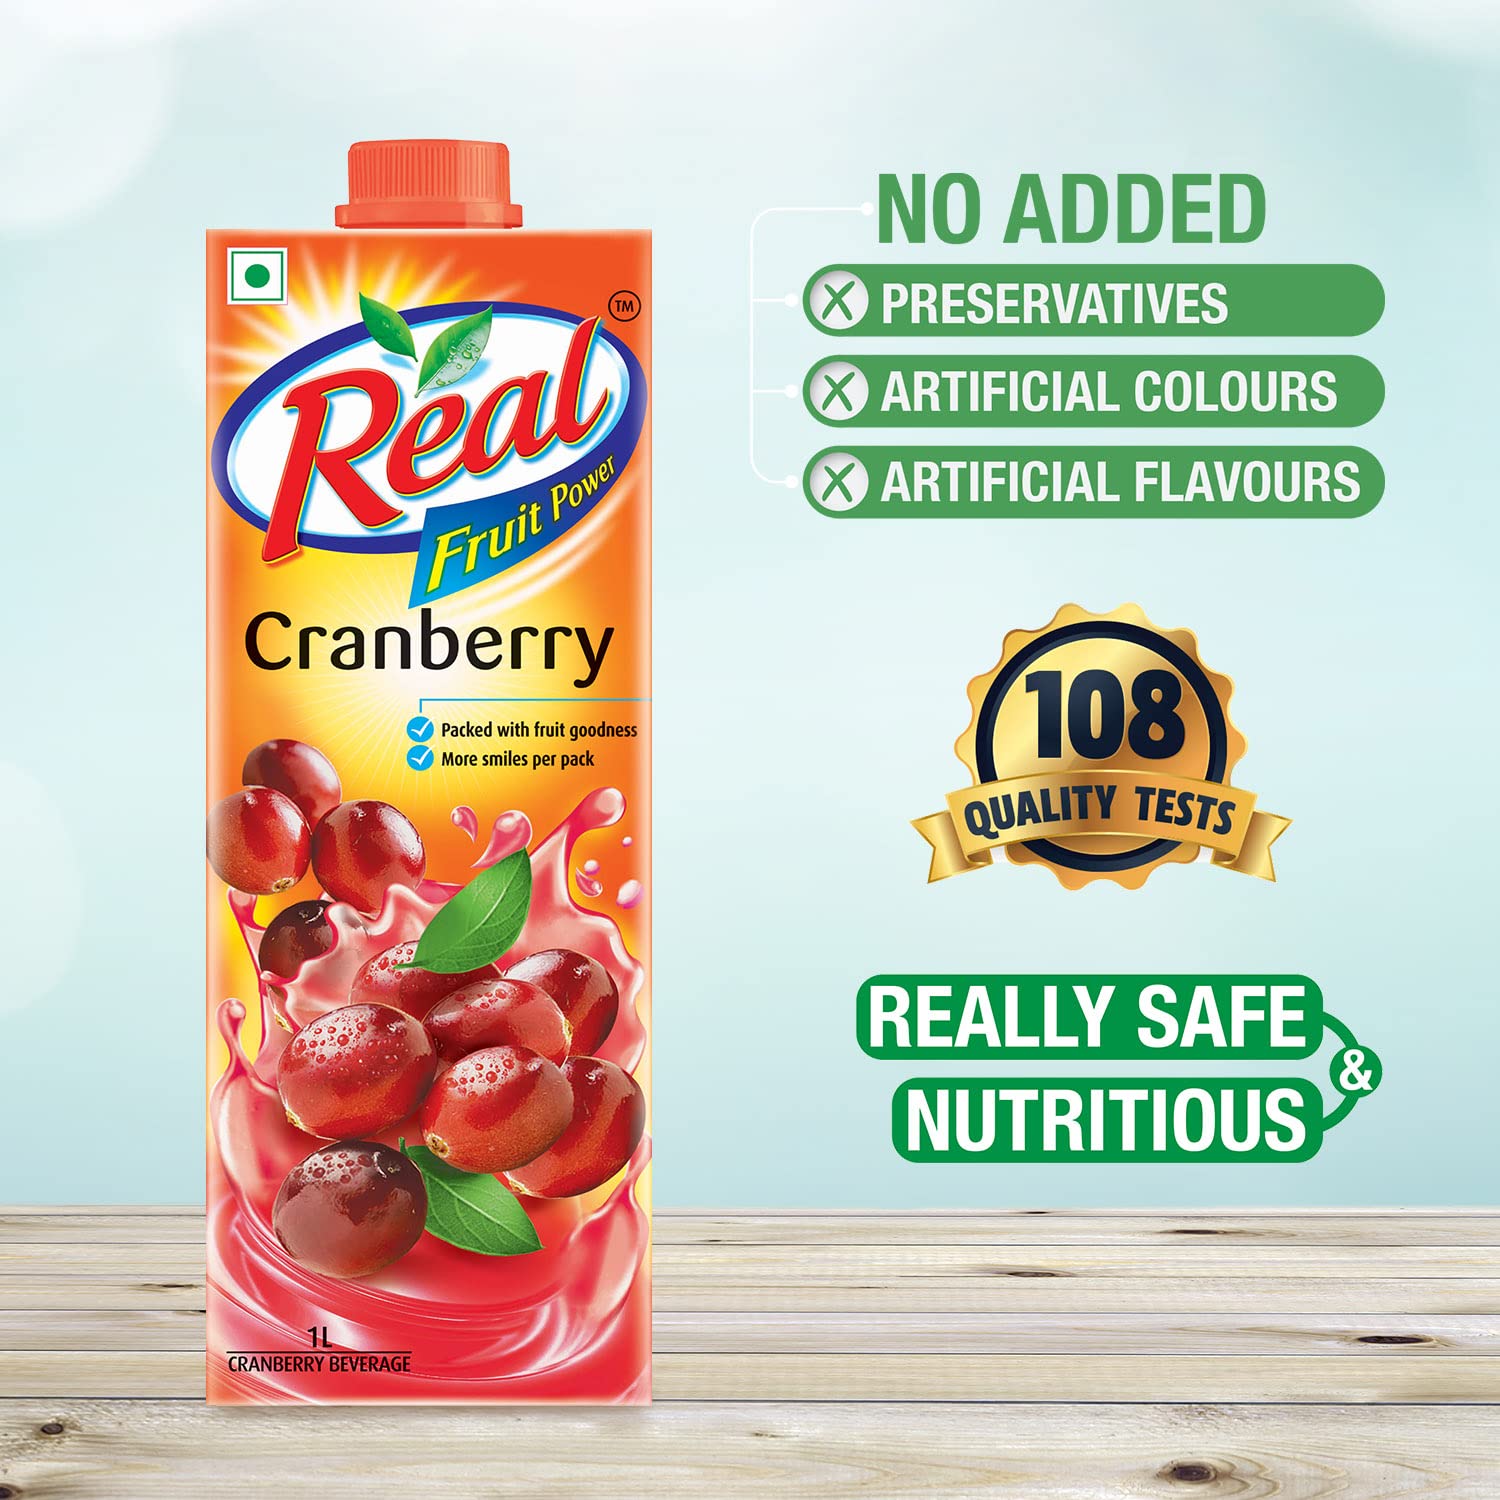 TM
Real
Fruit Power
Cranberry
Packed with fruit goodness
More smiles per pack
1L
CRANBERRY BEVERAGE
NO ADDED
PRESERVATIVES
ARTIFICIAL COLOURS
ARTIFICIAL FLAVOURS
108
QUALITY TESTS
REALLY SAFE
&
NUTRITIOUS